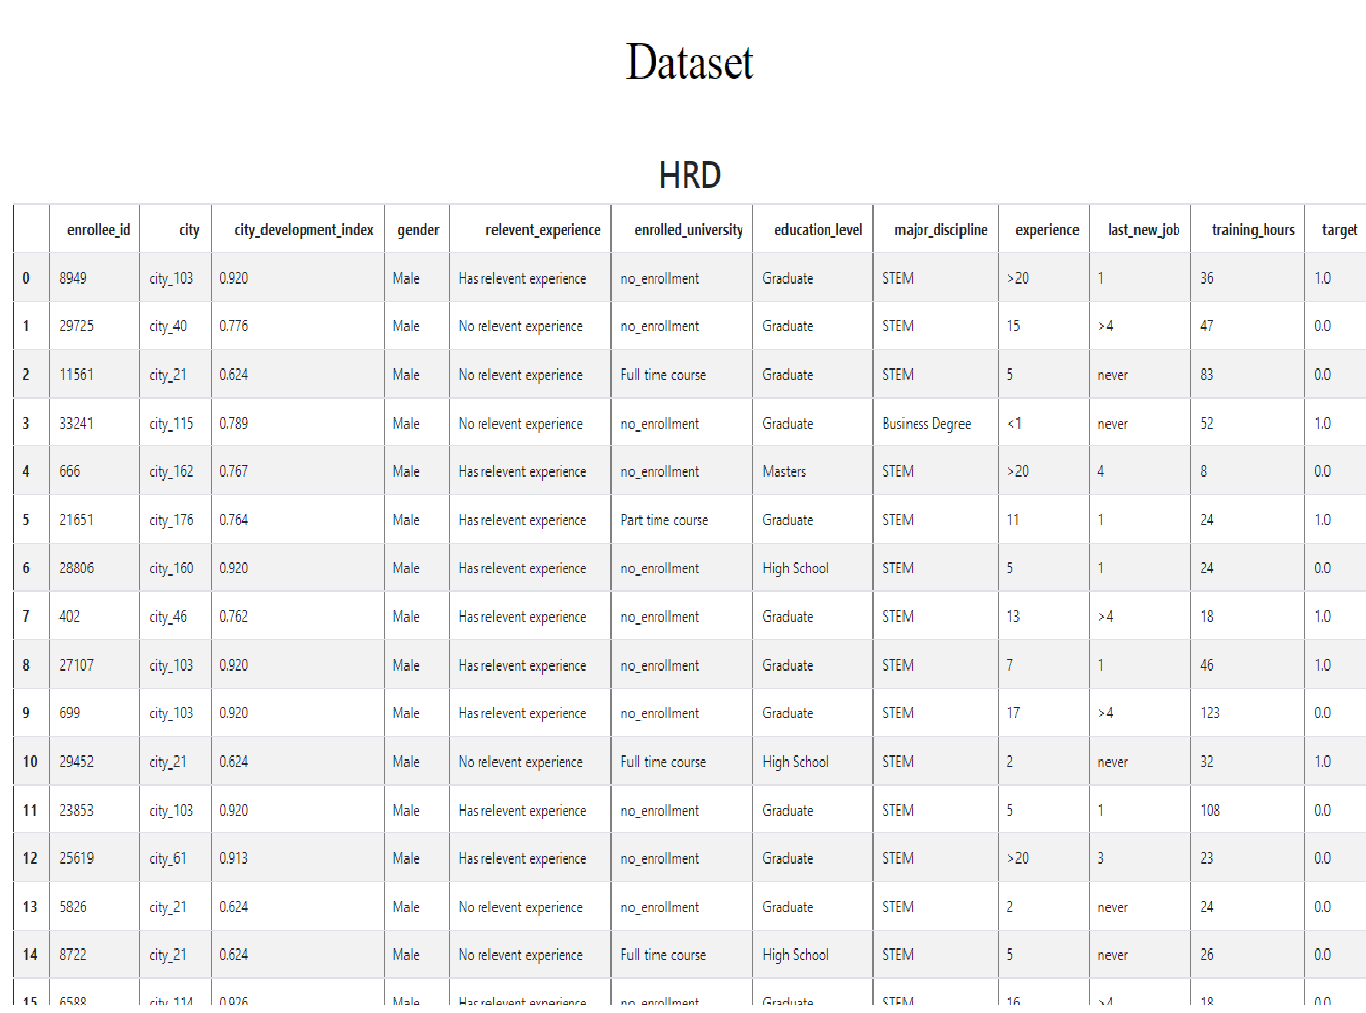 Dataset
HRD
enrollee_id city city_development_index gender relevent_experience enrolled_university education_level major_discipline experience last_new_job training_hours target
0 8949 city_103 0.920 Male Has relevent experience no_enrollment Graduate STEM >20 1 36 1.0
1 29725 city_40 0.776 Male No relevent experience no_enrollment Graduate STEM 15 >4 47 0.0
2 11561 city_21 0.624 Male No relevent experience Full time course Graduate STEM 5 never 83 0.0
3 33241 city_115 0.789 Male No relevent experience no_enrollment Graduate Business Degree <1 never 52 1.0
4 666 city_162 0.767 Male Has relevent experience no_enrollment Masters STEM >20 4 8 0.0
5 21651 city_176 0.764 Male Has relevent experience Part time course Graduate STEM 11 1 24 1.0
6 28806 city_160 0.920 Male Has relevent experience no_enrollment High School STEM 5 1 24 0.0
7 402 city_46 0.762 Male Has relevent experience no_enrollment Graduate STEM 13 >4 18 1.0
8 27107 city_103 0.920 Male Has relevent experience no_enrollment Graduate STEM 7 1 46 1.0
9 699 city_103 0.920 Male Has relevent experience no_enrollment Graduate STEM 17 >4 123 0.0
10 29452 city_21 0.624 Male No relevent experience Full time course High School STEM 2 never 32 1.0
11 23853 city_103 0.920 Male Has relevent experience no_enrollment Graduate STEM 5 1 108 0.0
12 25619 city_61 0.913 Male Has relevent experience no_enrollment Graduate STEM >20 3 23 0.0
13 5826 city_21 0.624 Male No relevent experience no_enrollment Graduate STEM 2 never 24 0.0
14 8722 city_21 0.624 Male No relevent experience Full time course High School STEM 5 never 26 0.0
15 6588 city_114 0.926 Male Has relevent experience no_enrollment Graduate STEM 16 >4 18 0.0